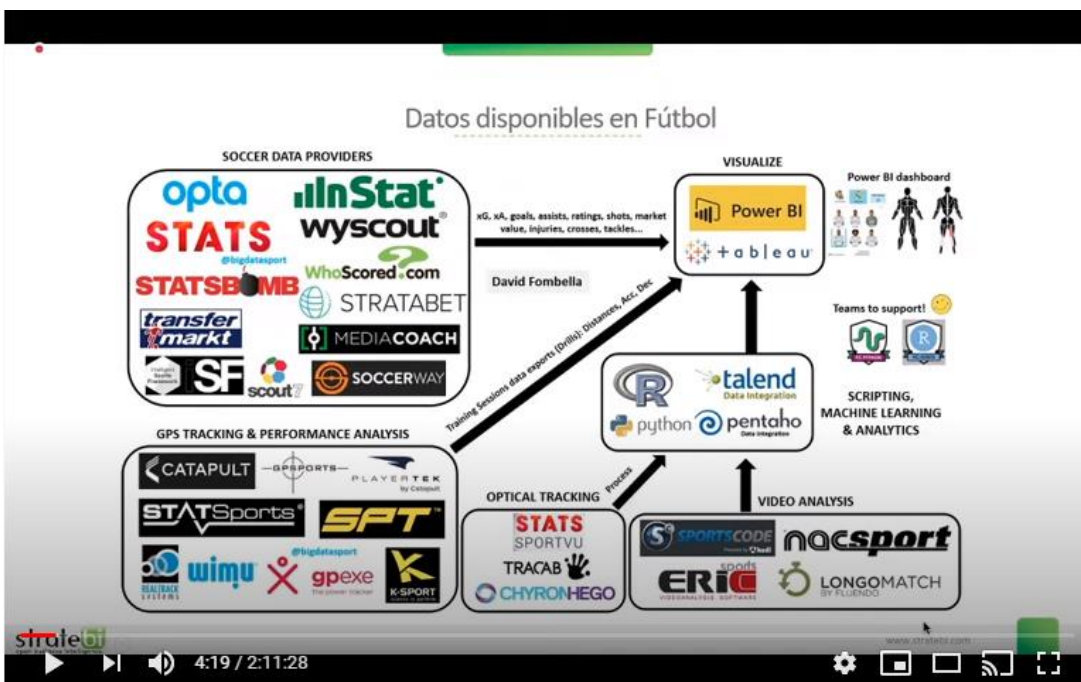 Datos disponibles en Fútbol
SOCCER DATA PROVIDERS
opta
InStat
STATS
wyscout
@bigdatasport
STATSBOMB
WhoScored.com
STRATABET
transfer
markt
MEDIACOACH
iSF
scout7
SOCCERWAY
xG, xA, goals, assists, ratings, shots, market
value, injuries, crosses, tackles...
David Fombella
Training Sessions data exports (Drills): Distances, Acc, Dec
VISUALIZE
Power BI
+ableau
Power BI dashboard
Teams to support!
R
R
talend
Data Integration
python
pentaho
Data Integration
SCRIPTING,
MACHINE LEARNING
& ANALYTICS
GPS TRACKING & PERFORMANCE ANALYSIS
CATAPULT
GPSPORTS
PLAYERTEK
by Catapult
STATSports
SPT
@bigdatasport
REALTRACK
SYSTEMS
wimu
gpexe
the power tracker
K
K-SPORT
OPTICAL TRACKING
Process
STATS
SPORTVU
TRACAB
CHYRONHEGO
VIDEO ANALYSIS
SPORTSCODE
nacsport
ERIC
sports
VIDEOANALYSIS SOFTWARE
LONGOMATCH
BY FLUENDO
stratebi
www.stratebi.com
4:19 / 2:11:28